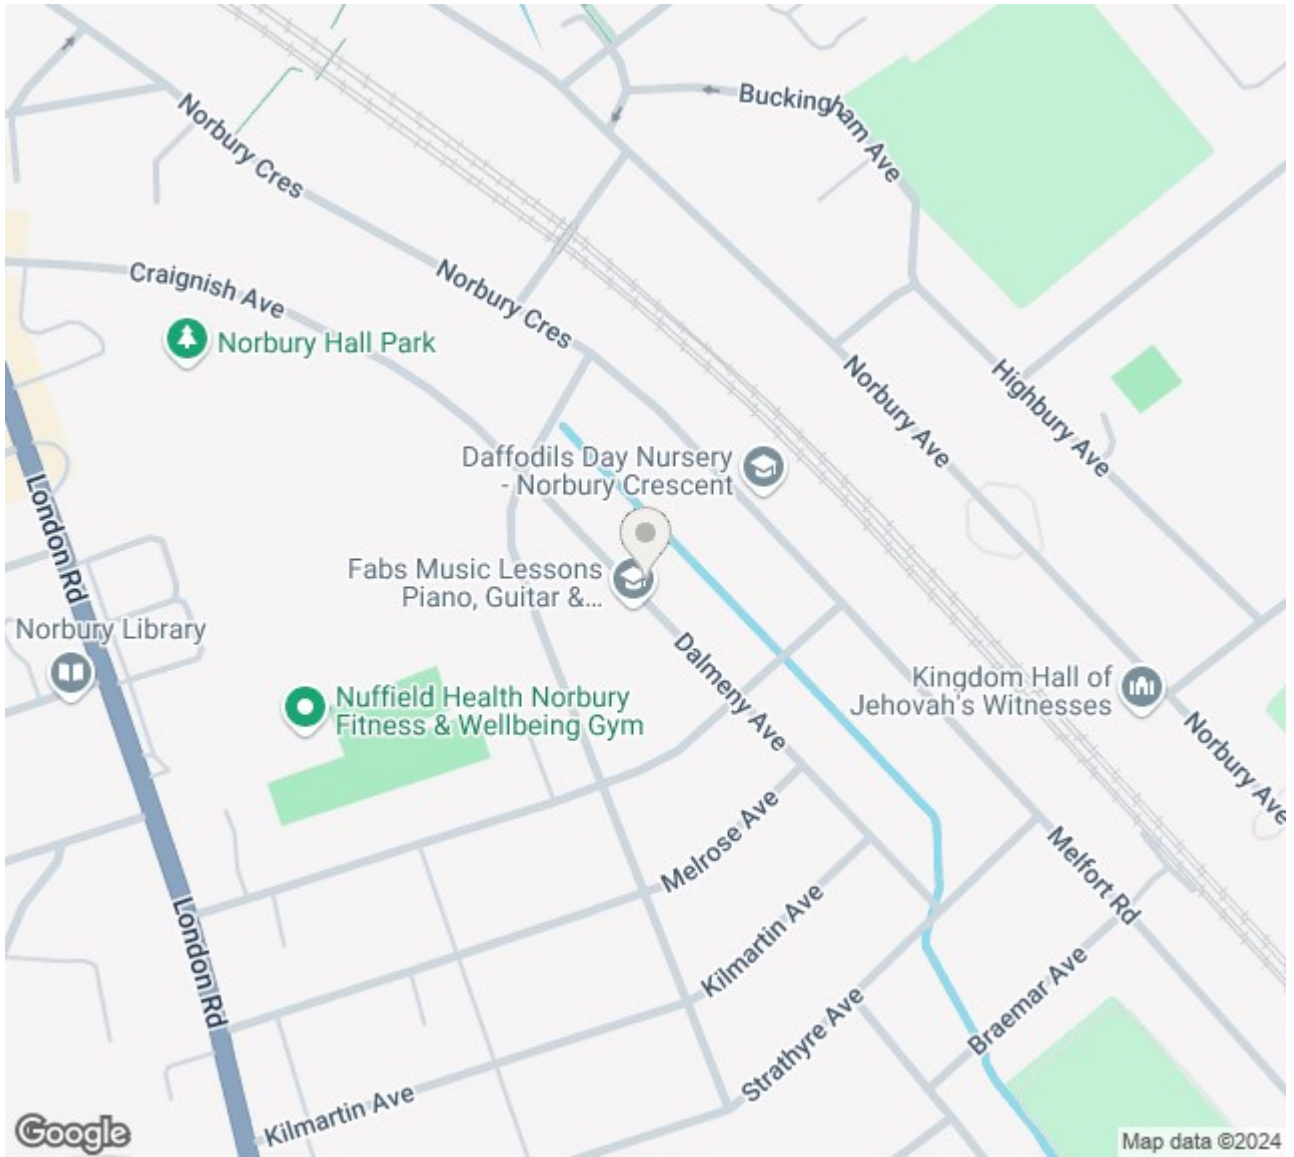 Buckingham Ave
Norbury Cres
Craignish Ave
Norbury Cres
Norbury Hall Park
Norbury Ave
Highbury Ave
Daffodils Day Nursery
- Norbury Crescent
London Rd
Fabs Music Lessons
Piano, Guitar &...
Norbury Library
Dalmeny Ave
Kingdom Hall of
Jehovah's Witnesses
Nuffield Health Norbury
Fitness & Wellbeing Gym
Norbury Ave
Melrose Ave
Melfort Rd
Kilmartin Ave
London Rd
Braemar Ave
Strathyre Ave
Kilmartin Ave
Google
Map data ©2024